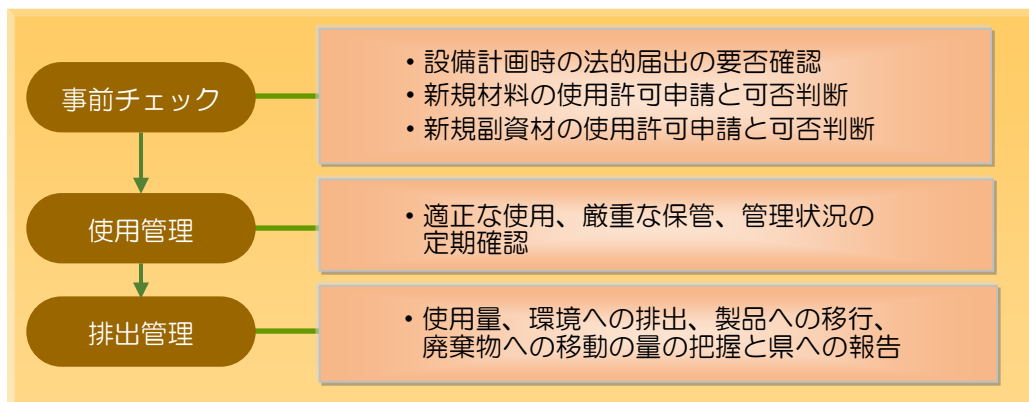 事前チェック
・設備計画時の法的届出の要否確認
・新規材料の使用許可申請と可否判断
・新規副資材の使用許可申請と可否判断
使用管理
・適正な使用、厳重な保管、管理状況の
定期確認
排出管理
・使用量、環境への排出、製品への移行、
廃棄物への移動の量の把握と県への報告